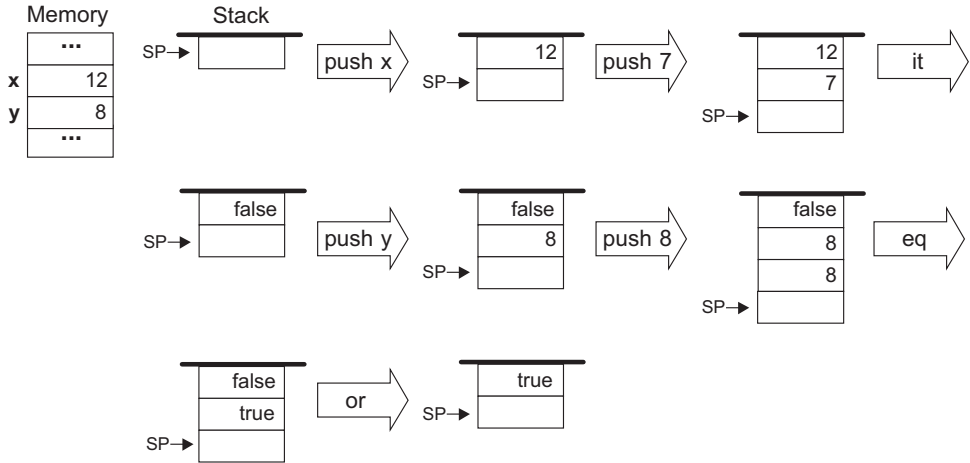 Memory Stack
...
x 12
y 8
...
SP
push x
12
SP
push 7
12
7
SP
it
false
SP
push y
false
8
SP
push 8
false
8
8
SP
eq
false
true
SP
or
true
SP